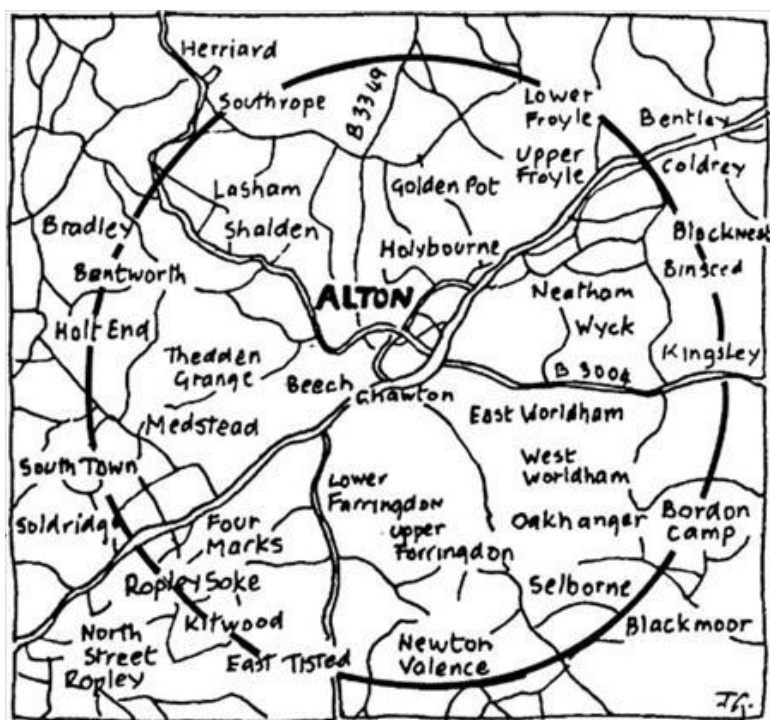 Herriard
Southrope
B3349
Lower
Froyle
Bentley
Upper
Froyle
Coldrey
Lasham
Golden Pot
Shalden
Bradley
Holybourne
Blacknest
Bentworth
Binsted
ALTON
Neatham
Holt End
Wyck
Thedden
Grange
Kingsley
Beech
B 3004
Chawton
East Worldham
Medstead
West
Worldham
South Town
Lower
Farringdon
Soldridge
Four
Marks
Upper
Farringdon
Oakhanger
Bordon
Camp
Ropley Soke
Selborne
Kitwood
Blackmoor
North
Street
Ropley
East Tisted
Newton
Valence
J.G.